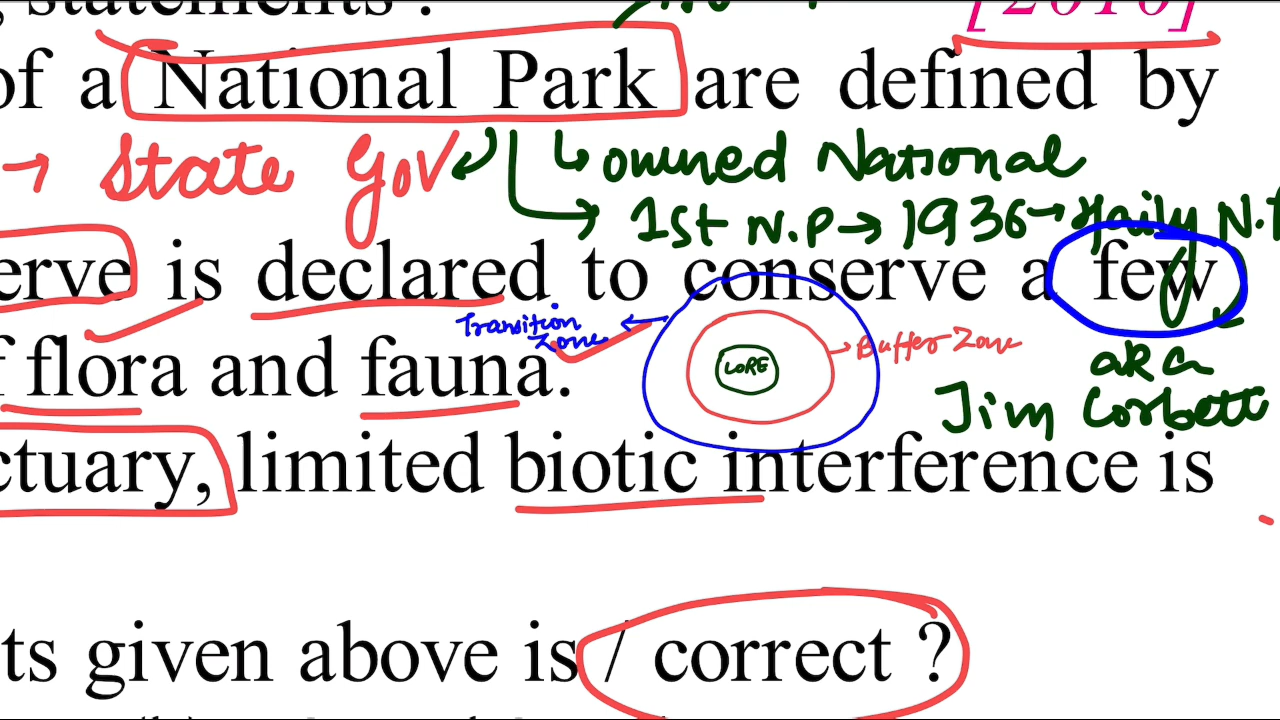 statements ?
[2010]
of a National Park are defined by
→ State Gov ↳ owned National
→ 1st N.P → 1936 → Haily N.P
erve is declared to conserve a few
Transition Zone
CORE
Buffer Zone
f flora and fauna.
aka
Jim Corbett
ctuary, limited biotic interference is
ts given above is / correct ?